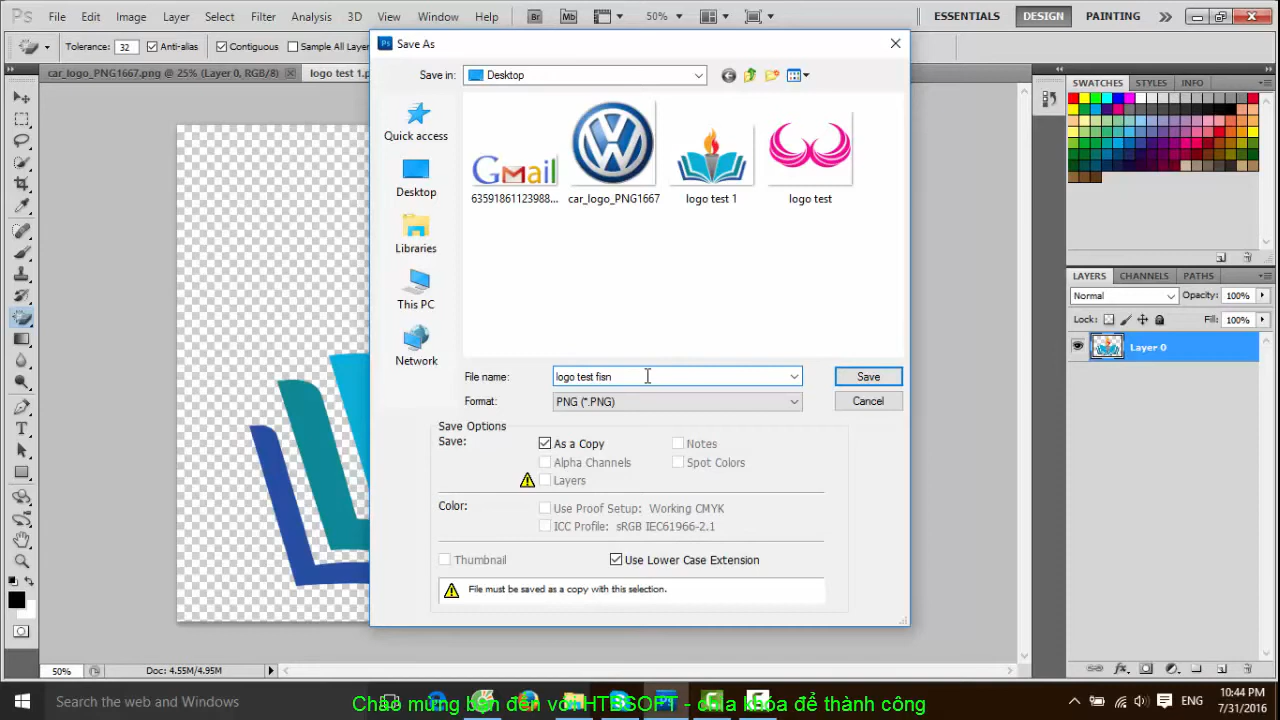 Ps File Edit Image Layer Select Filter Analysis 3D View Window Help Br Mb 50% ESSENTIALS DESIGN PAINTING
Tolerance: 32 Anti-alias Contiguous Sample All Layer
car_logo_PNG1667.png @ 25% (Layer 0, RGB/8) logo test 1.p
Save As
Save in: Desktop
Quick access
Desktop
Libraries
This PC
Network
Gmail
63591861123988... car_logo_PNG1667 logo test 1 logo test
File name: logo test fisn Save
Format: PNG (*.PNG) Cancel
Save Options
Save: As a Copy Notes
Alpha Channels Spot Colors
Layers
Color: Use Proof Setup: Working CMYK
ICC Profile: sRGB IEC61966-2.1
Thumbnail Use Lower Case Extension
File must be saved as a copy with this selection.
SWATCHES STYLES INFO
LAYERS CHANNELS PATHS
Normal Opacity: 100%
Lock: Fill: 100%
Layer 0
50% Doc: 4.55M/4.95M
Search the web and Windows
ENG
10:44 PM
7/31/2016
Chào mừng bạn đến với HTESOFT - chìa khóa để thành công